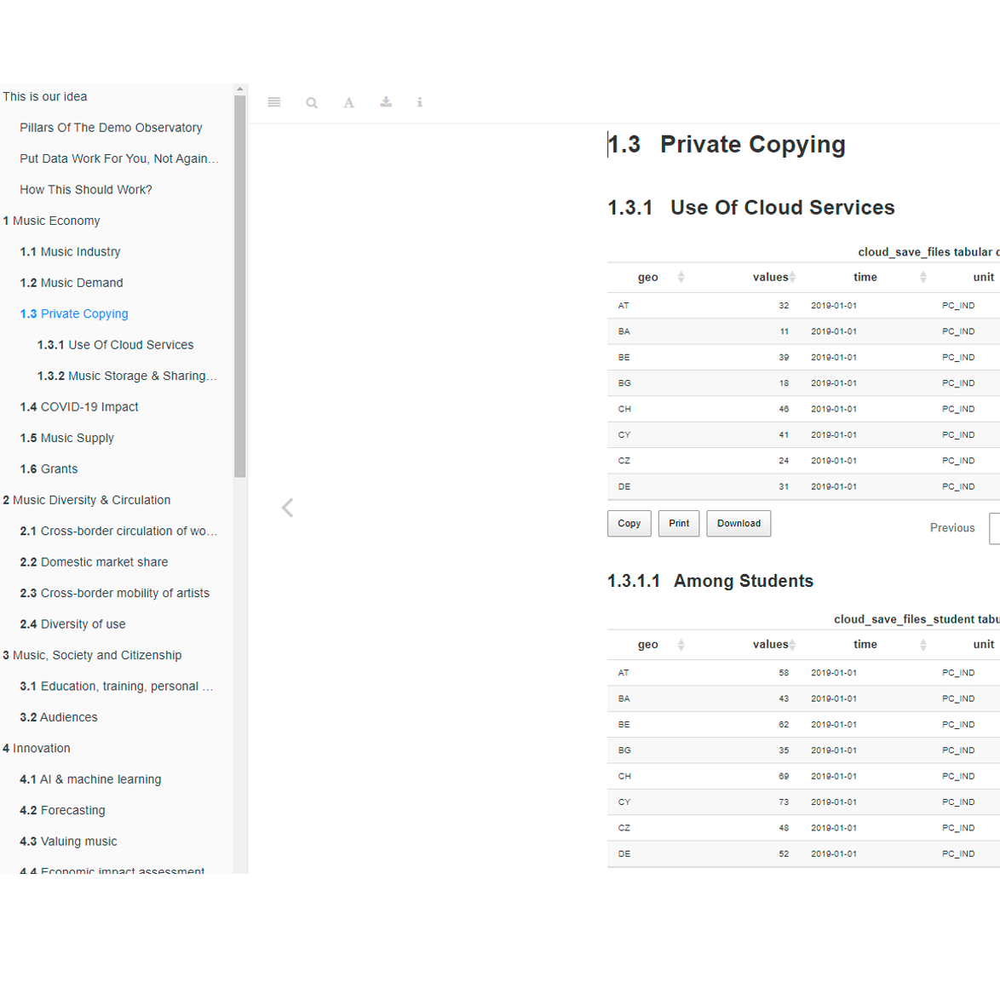 This is our idea
Pillars Of The Demo Observatory
Put Data Work For You, Not Again…
How This Should Work?
1 Music Economy
1.1 Music Industry
1.2 Music Demand
1.3 Private Copying
1.3.1 Use Of Cloud Services
1.3.2 Music Storage & Sharing…
1.4 COVID-19 Impact
1.5 Music Supply
1.6 Grants
2 Music Diversity & Circulation
2.1 Cross-border circulation of wo…
2.2 Domestic market share
2.3 Cross-border mobility of artists
2.4 Diversity of use
3 Music, Society and Citizenship
3.1 Education, training, personal …
3.2 Audiences
4 Innovation
4.1 AI & machine learning
4.2 Forecasting
4.3 Valuing music
4.4 Economic impact assessment
1.3 Private Copying
1.3.1 Use Of Cloud Services
cloud_save_files tabular
geo values time unit
AT 32 2019-01-01 PC_IND
BA 11 2019-01-01 PC_IND
BE 39 2019-01-01 PC_IND
BG 18 2019-01-01 PC_IND
CH 46 2019-01-01 PC_IND
CY 41 2019-01-01 PC_IND
CZ 24 2019-01-01 PC_IND
DE 31 2019-01-01 PC_IND
Copy Print Download Previous
1.3.1.1 Among Students
cloud_save_files_student tabu
geo values time unit
AT 58 2019-01-01 PC_IND
BA 43 2019-01-01 PC_IND
BE 62 2019-01-01 PC_IND
BG 35 2019-01-01 PC_IND
CH 69 2019-01-01 PC_IND
CY 73 2019-01-01 PC_IND
CZ 48 2019-01-01 PC_IND
DE 52 2019-01-01 PC_IND